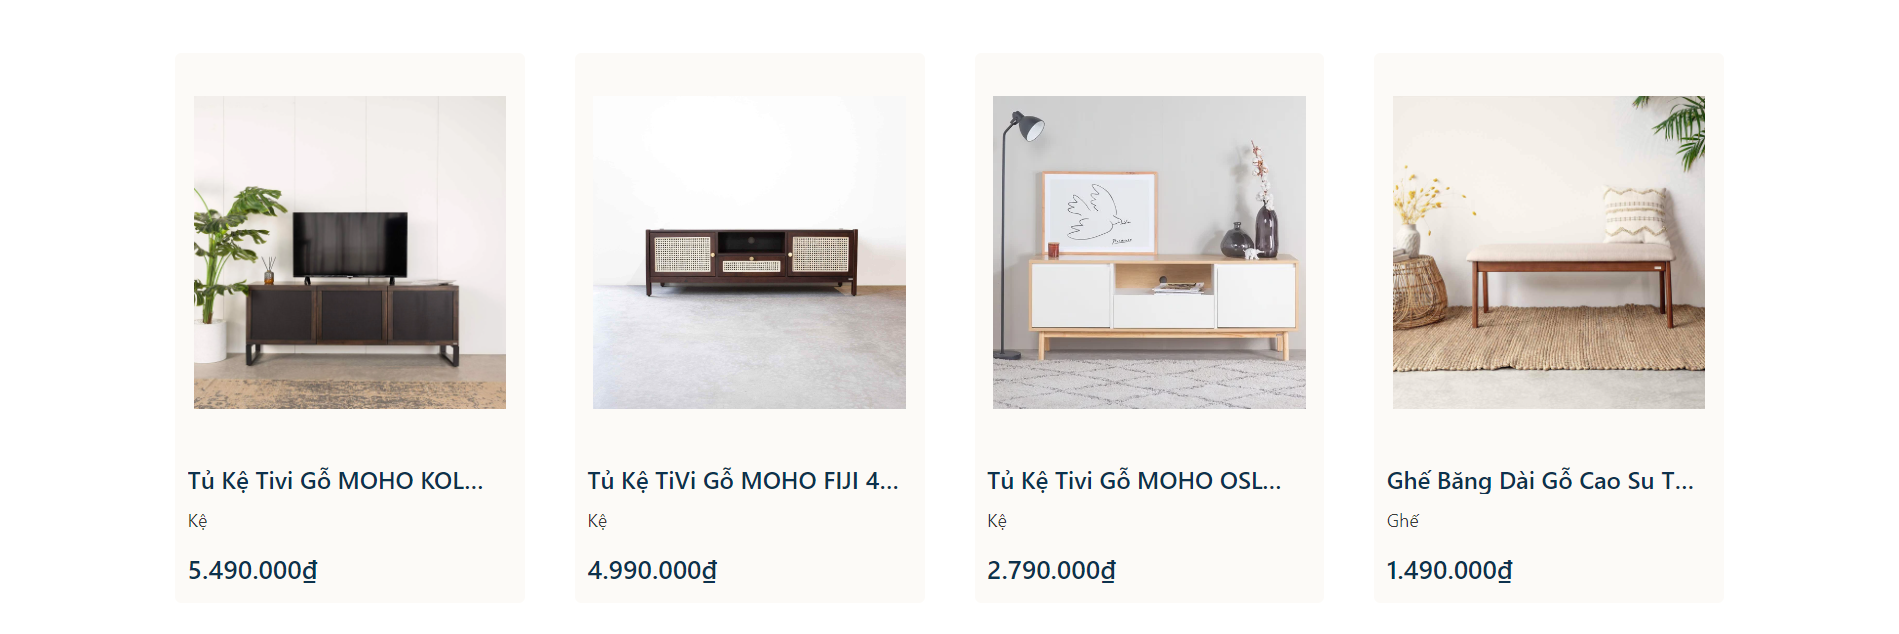 Tủ Kệ Tivi Gỗ MOHO KOL...
Kệ
5.490.000₫
Tủ Kệ TiVi Gỗ MOHO FIJI 4...
Kệ
4.990.000₫
Tủ Kệ Tivi Gỗ MOHO OSL...
Kệ
2.790.000₫
Ghế Băng Dài Gỗ Cao Su T...
Ghế
1.490.000₫